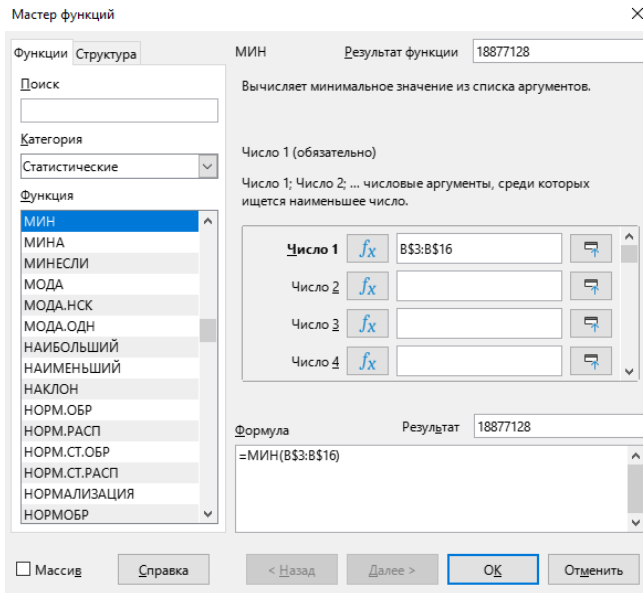 Мастер функций
Функции Структура
Поиск
Категория
Статистические
Функция
МИН
МИНА
МИНЕСЛИ
МОДА
МОДА.НСК
МОДА.ОДН
НАИБОЛЬШИЙ
НАИМЕНЬШИЙ
НАКЛОН
НОРМ.ОБР
НОРМ.РАСП
НОРМ.СТ.ОБР
НОРМ.СТ.РАСП
НОРМАЛИЗАЦИЯ
НОРМОБР
МИН Результат функции 18877128
Вычисляет минимальное значение из списка аргументов.
Число 1 (обязательно)
Число 1; Число 2; ... числовые аргументы, среди которых
ищется наименьшее число.
Число 1 fx B$3:B$16
Число 2 fx
Число 3 fx
Число 4 fx
Формула Результат 18877128
=МИН(B$3:B$16)
Массив Справка < Назад Далее > ОК Отменить